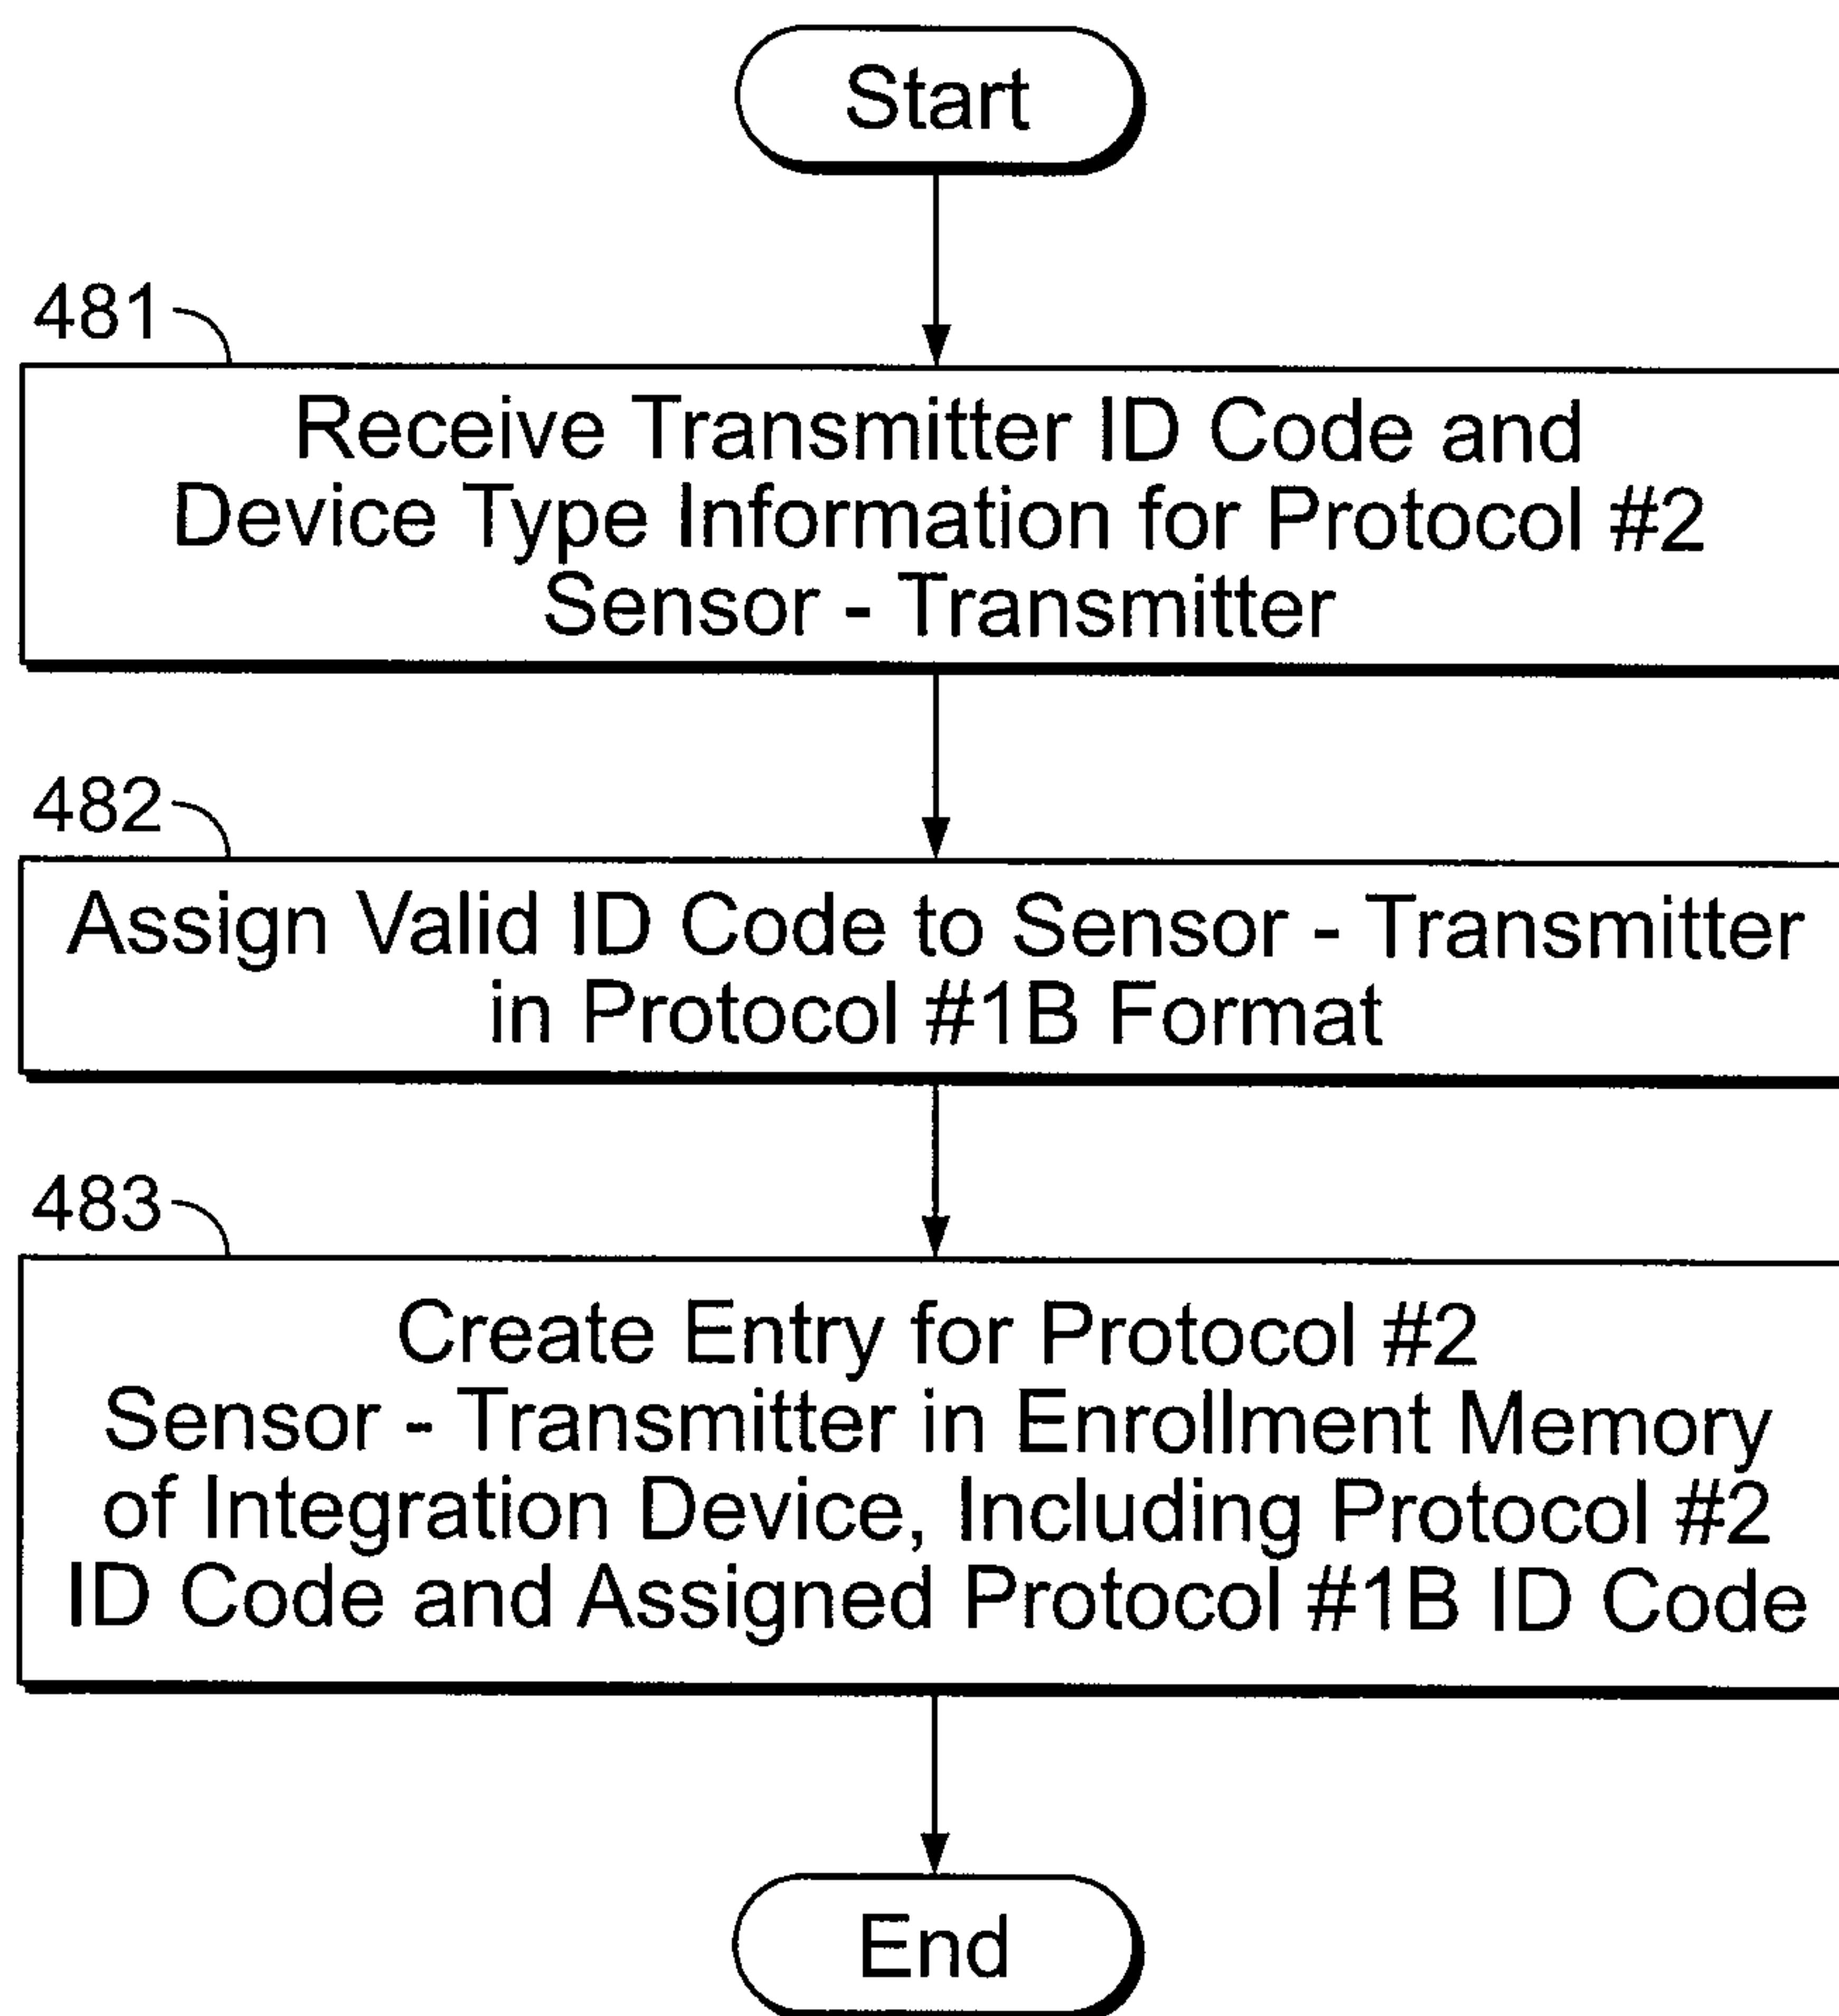 Start
481
Receive Transmitter ID Code and
Device Type Information for Protocol #2
Sensor - Transmitter
482
Assign Valid ID Code to Sensor - Transmitter
in Protocol #1B Format
483
Create Entry for Protocol #2
Sensor - Transmitter in Enrollment Memory
of Integration Device, Including Protocol #2
ID Code and Assigned Protocol #1B ID Code
End